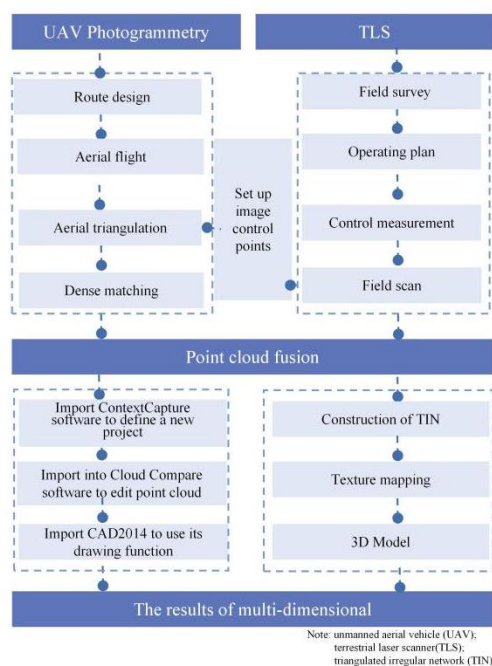 UAV Photogrammetry
Route design
Aerial flight
Aerial triangulation
Dense matching
TLS
Field survey
Operating plan
Control measurement
Field scan
Set up
image
control
points
Point cloud fusion
Import ContextCapture
software to define a new
project
Import into Cloud Compare
software to edit point cloud
Import CAD2014 to use its
drawing function
Construction of TIN
Texture mapping
3D Model
The results of multi-dimensional
Note: unmanned aerial vehicle (UAV);
terrestrial laser scanner(TLS);
triangulated irregular network (TIN)